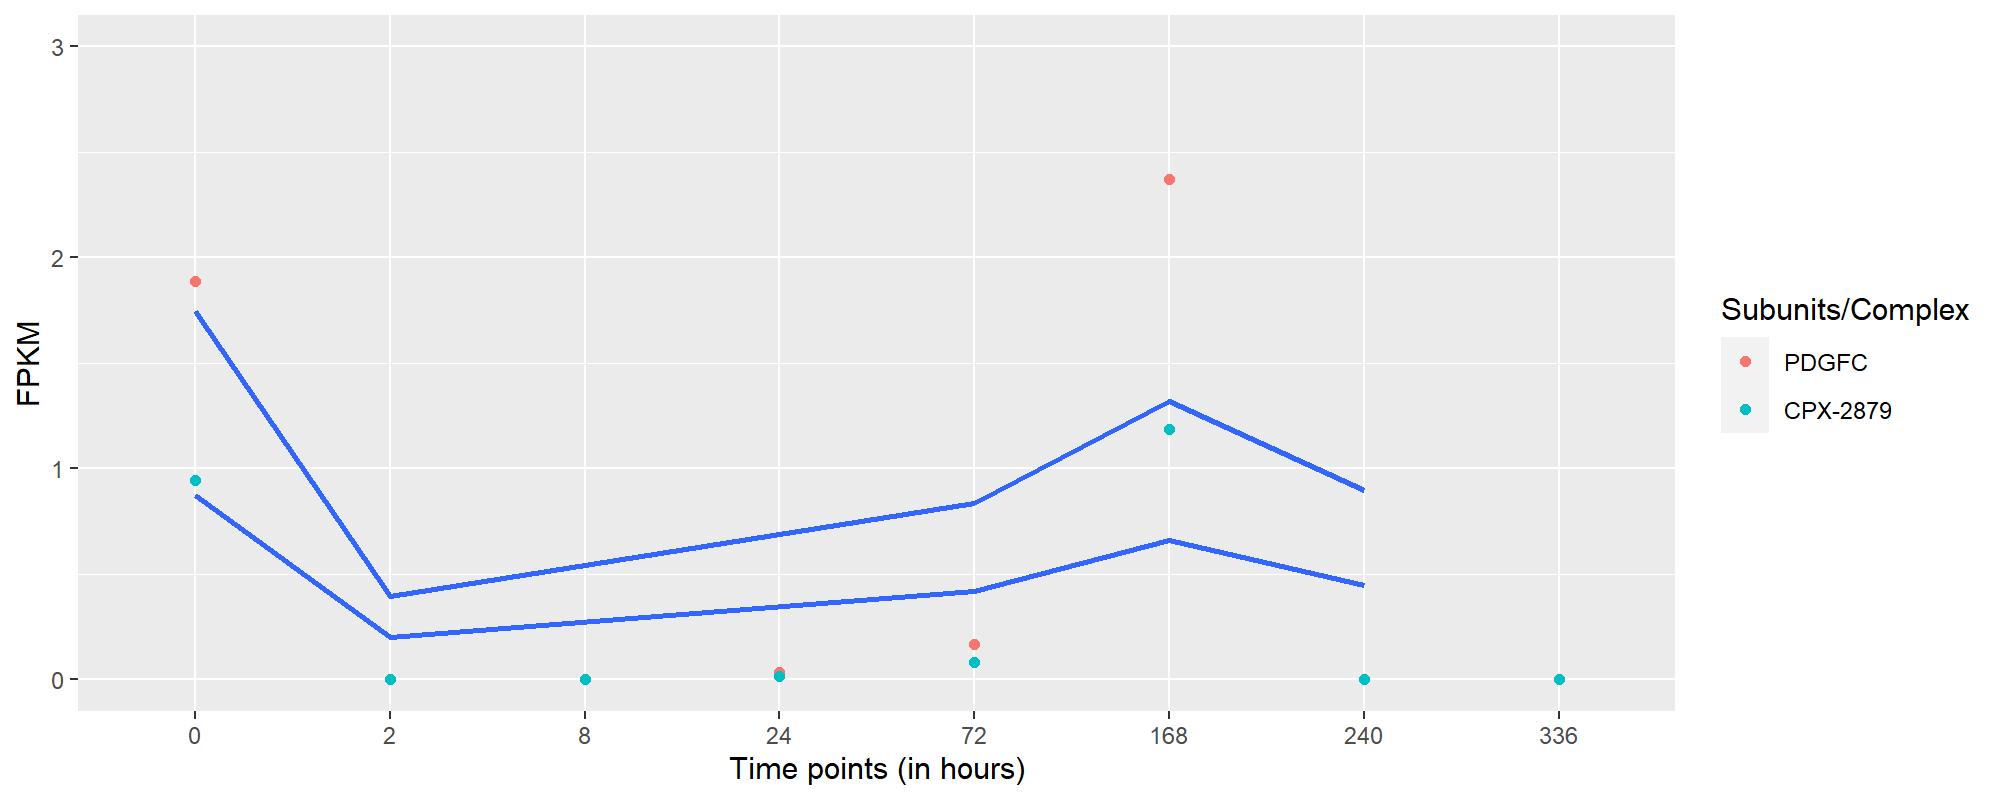 3
2
1
0
FPKM
0 2 8 24 72 168 240 336
Time points (in hours)
Subunits/Complex
PDGFC
CPX-2879